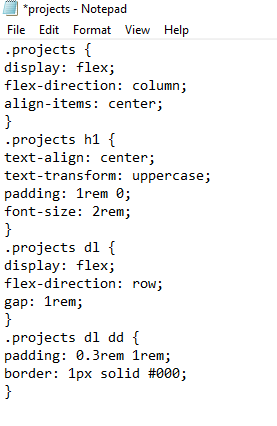 *projects - Notepad
File Edit Format View Help
.projects {
display: flex;
flex-direction: column;
align-items: center;
}
.projects h1 {
text-align: center;
text-transform: uppercase;
padding: 1rem 0;
font-size: 2rem;
}
.projects dl {
display: flex;
flex-direction: row;
gap: 1rem;
}
.projects dl dd {
padding: 0.3rem 1rem;
border: 1px solid #000;
}